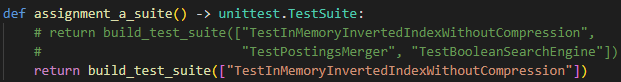 def assignment_a_suite() -> unittest.TestSuite:
    # return build_test_suite(["TestInMemoryInvertedIndexWithoutCompression",
    #                          "TestPostingsMerger", "TestBooleanSearchEngine"])
    return build_test_suite(["TestInMemoryInvertedIndexWithoutCompression"])